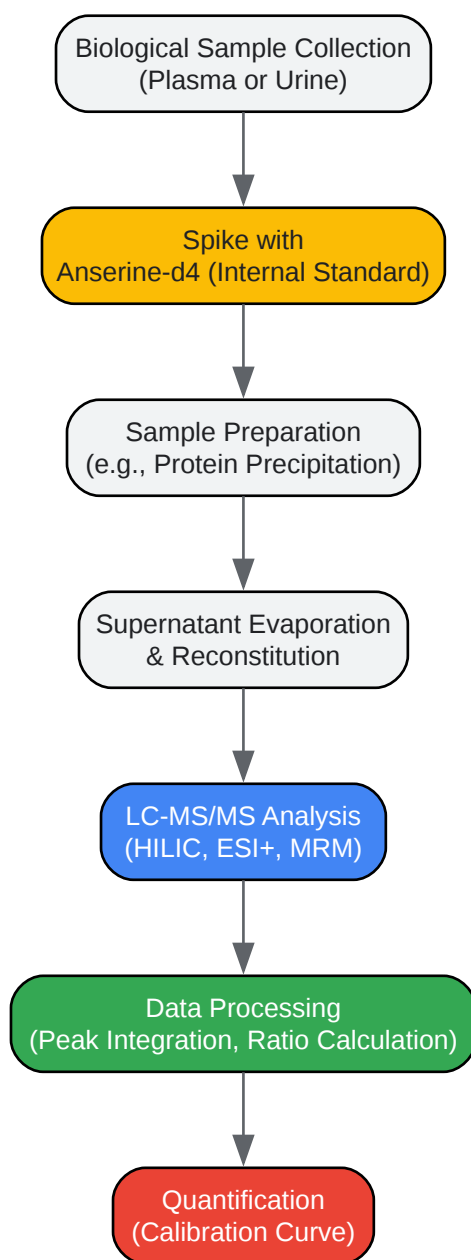 Biological Sample Collection
(Plasma or Urine)
Spike with
Anserine-d4 (Internal Standard)
Sample Preparation
(e.g., Protein Precipitation)
Supernatant Evaporation
& Reconstitution
LC-MS/MS Analysis
(HILIC, ESI+, MRM)
Data Processing
(Peak Integration, Ratio Calculation)
Quantification
(Calibration Curve)